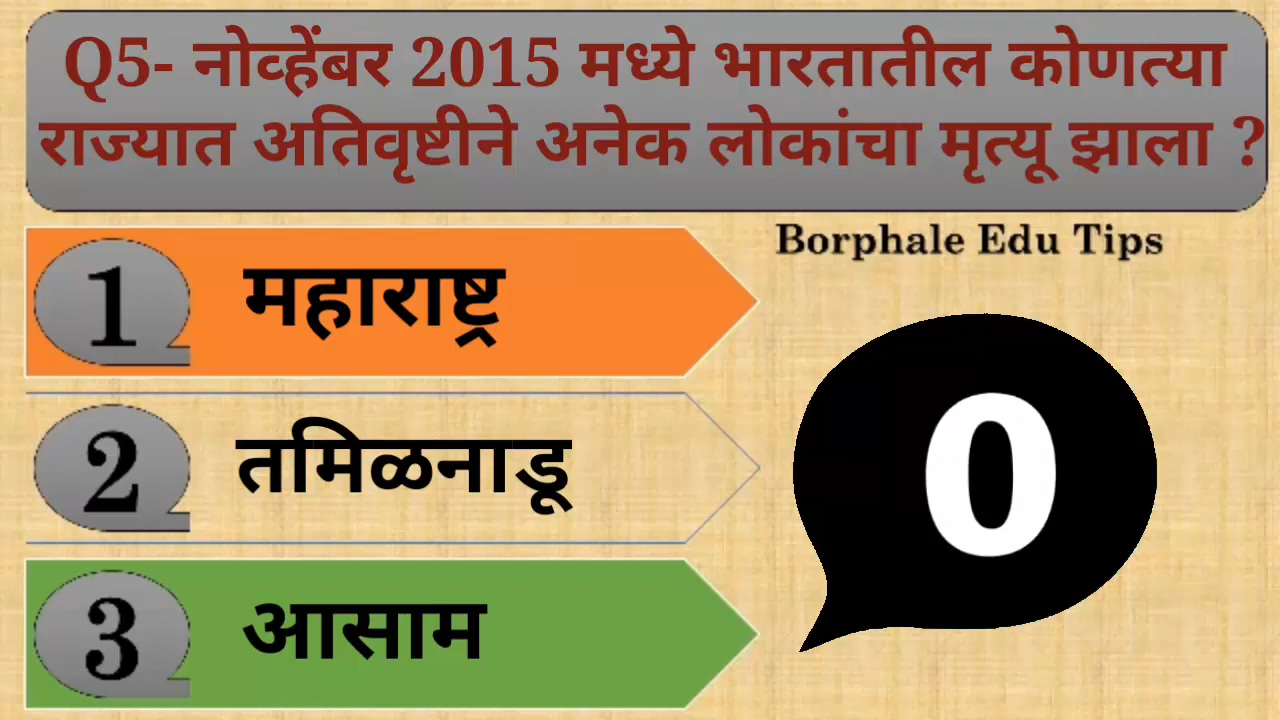 Q5- नोव्हेंबर 2015 मध्ये भारतातील कोणत्या
राज्यात अतिवृष्टीने अनेक लोकांचा मृत्यू झाला ?
Borphale Edu Tips
1 महाराष्ट्र
2 तमिळनाडू
0
3 आसाम